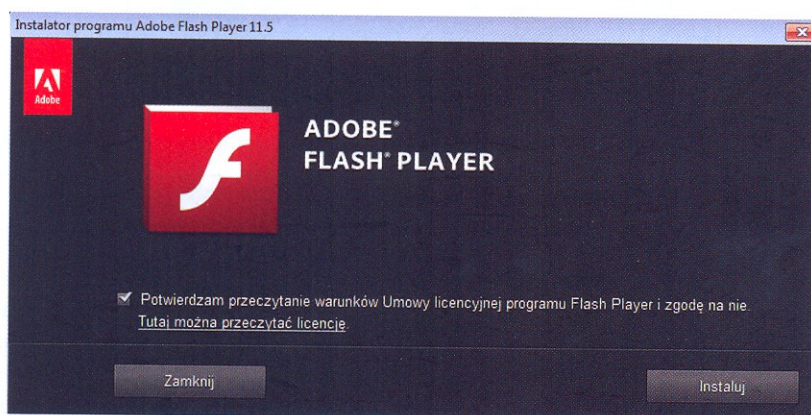 Instalator programu Adobe Flash Player 11.5
Adobe
ADOBE®
FLASH® PLAYER
Potwierdzam przeczytanie warunków Umowy licencyjnej programu Flash Player i zgodę na nie.
Tutaj można przeczytać licencję.
Zamknij
Instaluj